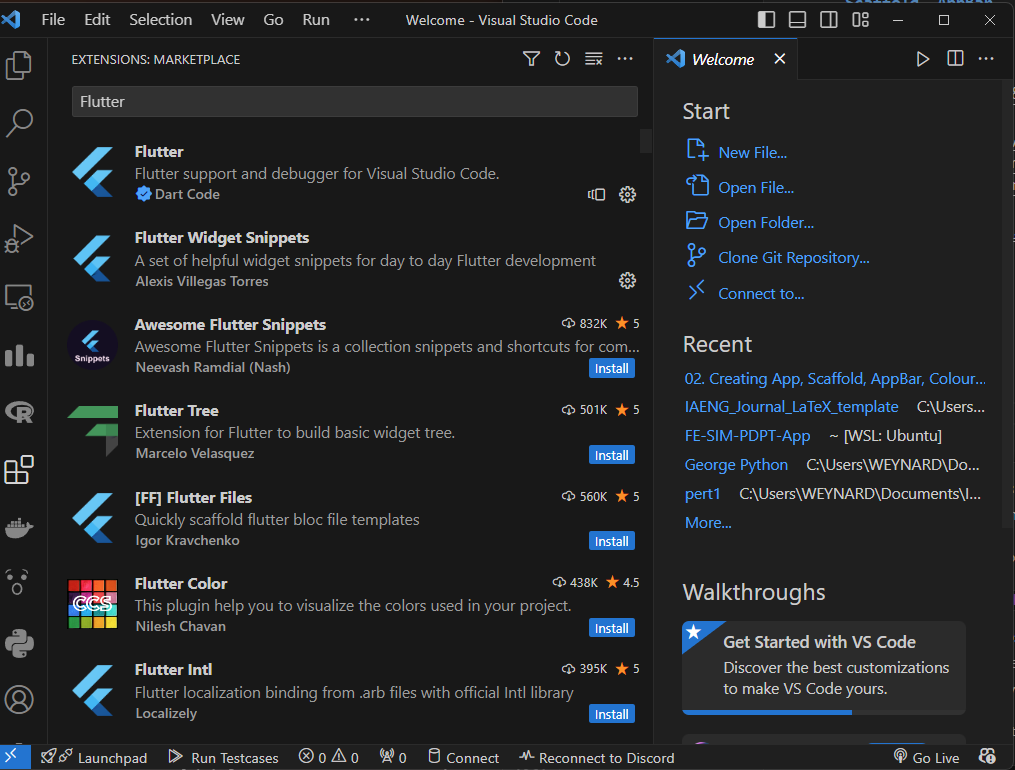 File Edit Selection View Go Run ··· Welcome - Visual Studio Code
EXTENSIONS: MARKETPLACE
Welcome
Flutter
Flutter
Flutter support and debugger for Visual Studio Code.
Dart Code
Flutter Widget Snippets
A set of helpful widget snippets for day to day Flutter development
Alexis Villegas Torres
Snippets
Awesome Flutter Snippets 832K 5
Awesome Flutter Snippets is a collection snippets and shortcuts for com...
Neevash Ramdial (Nash) Install
Flutter Tree 501K 5
Extension for Flutter to build basic widget tree.
Marcelo Velasquez Install
[FF] Flutter Files 560K 5
Quickly scaffold flutter bloc file templates
Igor Kravchenko Install
CCS
Flutter Color 438K 4.5
This plugin help you to visualize the colors used in your project.
Nilesh Chavan Install
Flutter Intl 395K 5
Flutter localization binding from .arb files with official Intl library
Localizely Install
Start
New File...
Open File...
Open Folder...
Clone Git Repository...
Connect to...
Recent
02. Creating App, Scaffold, AppBar, Colour...
IAENG_Journal_LaTeX_template C:\Users...
FE-SIM-PDPT-App ~ [WSL: Ubuntu]
George Python C:\Users\WEYNARD\Do...
pert1 C:\Users\WEYNARD\Documents\I...
More...
Walkthroughs
Get Started with VS Code
Discover the best customizations
to make VS Code yours.
Launchpad Run Testcases 0 0 0 Connect Reconnect to Discord Go Live